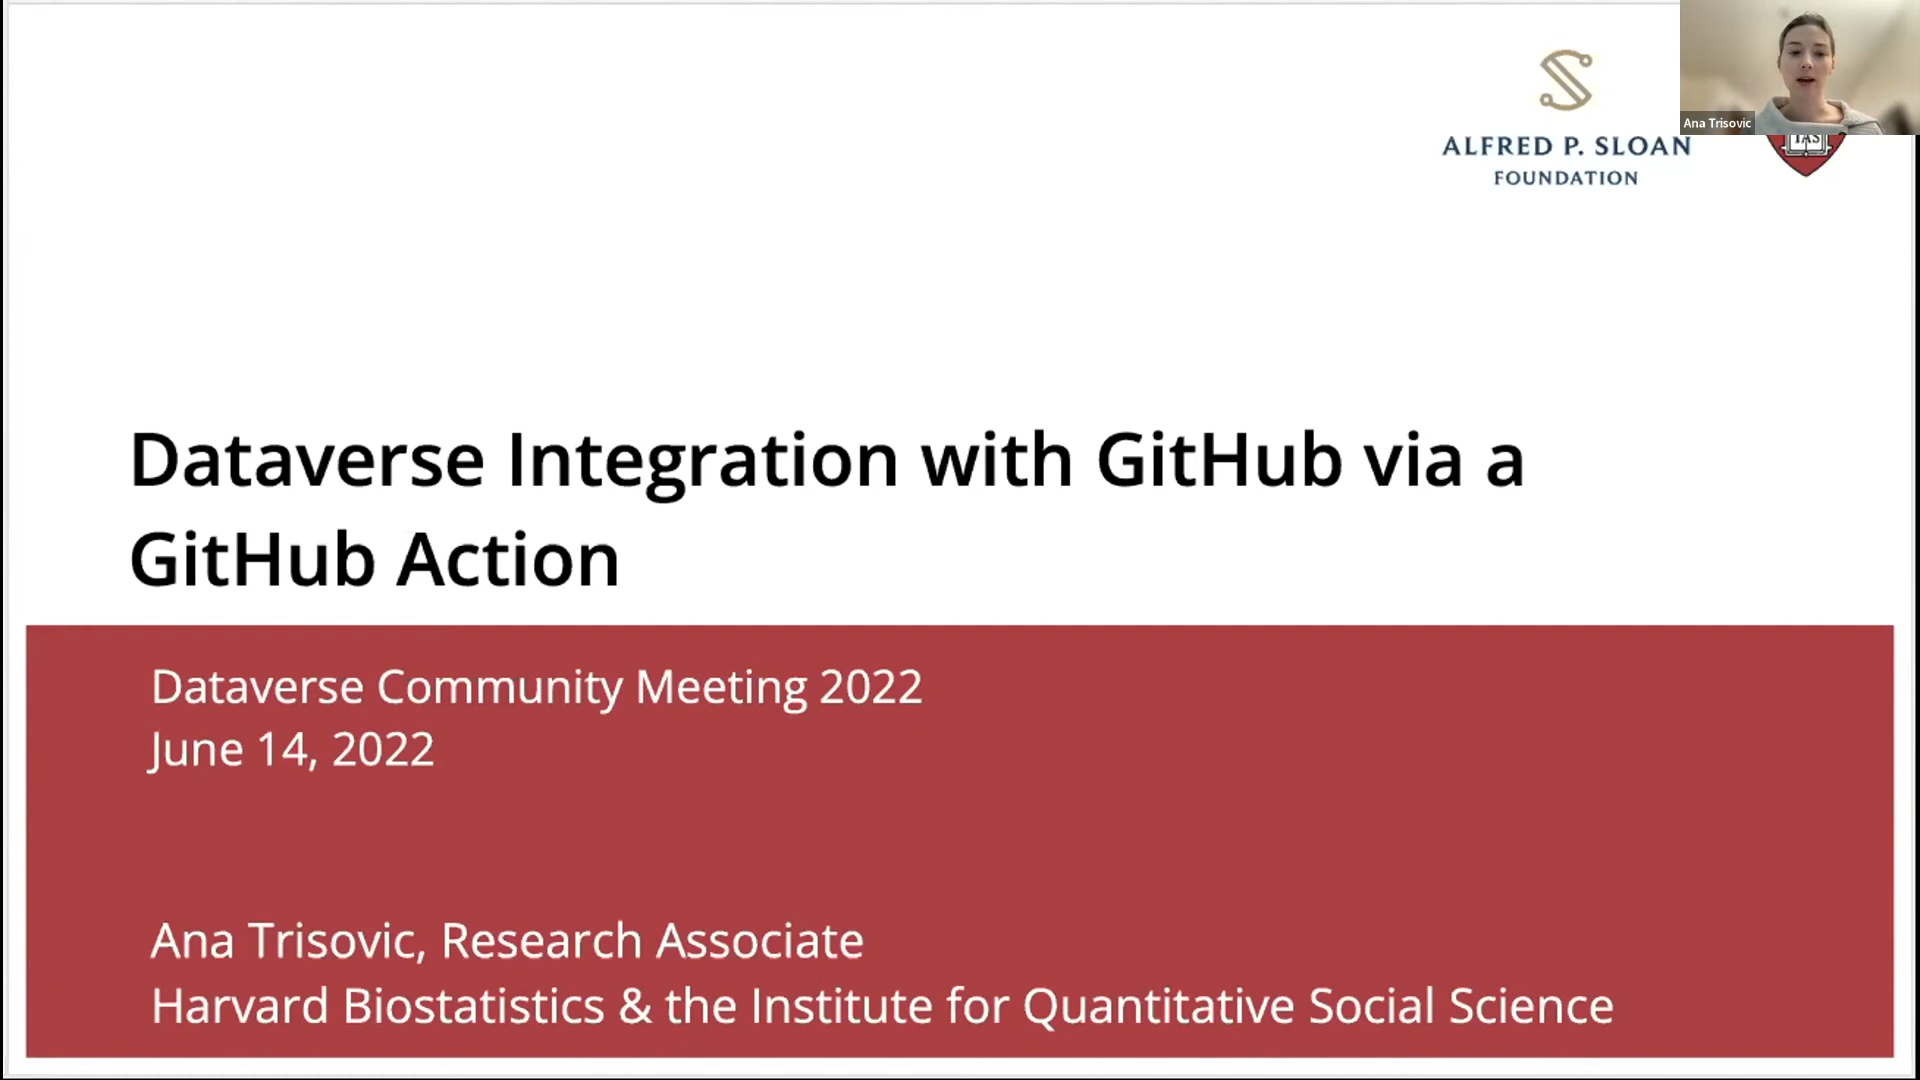 ALFRED P. SLOAN
FOUNDATION
Ana Trisovic
TAS
Dataverse Integration with GitHub via a
GitHub Action
Dataverse Community Meeting 2022
June 14, 2022
Ana Trisovic, Research Associate
Harvard Biostatistics & the Institute for Quantitative Social Science